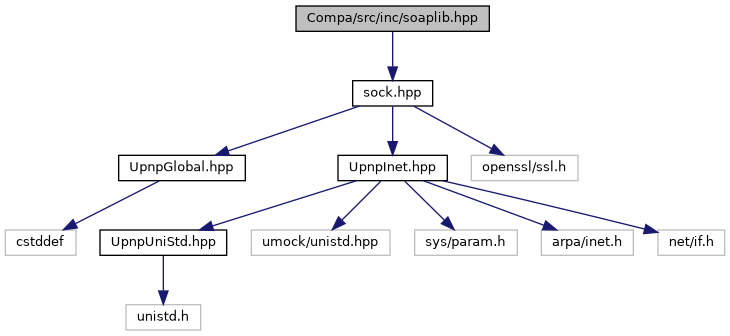 Compa/src/inc/soaplib.hpp
sock.hpp
UpnpGlobal.hpp
UpnpInet.hpp
openssl/ssl.h
cstddef
UpnpUniStd.hpp
umock/unistd.hpp
sys/param.h
arpa/inet.h
net/if.h
unistd.h